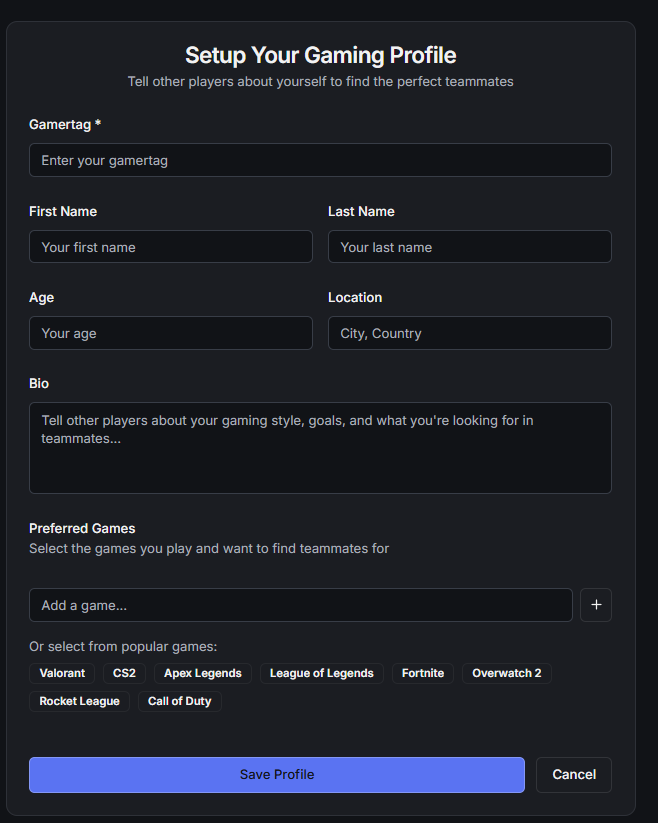 Setup Your Gaming Profile
Tell other players about yourself to find the perfect teammates
Gamertag *
Enter your gamertag
First Name Last Name
Your first name Your last name
Age Location
Your age City, Country
Bio
Tell other players about your gaming style, goals, and what you're looking for in
teammates...
Preferred Games
Select the games you play and want to find teammates for
Add a game... +
Or select from popular games:
Valorant CS2 Apex Legends League of Legends Fortnite Overwatch 2
Rocket League Call of Duty
Save Profile Cancel